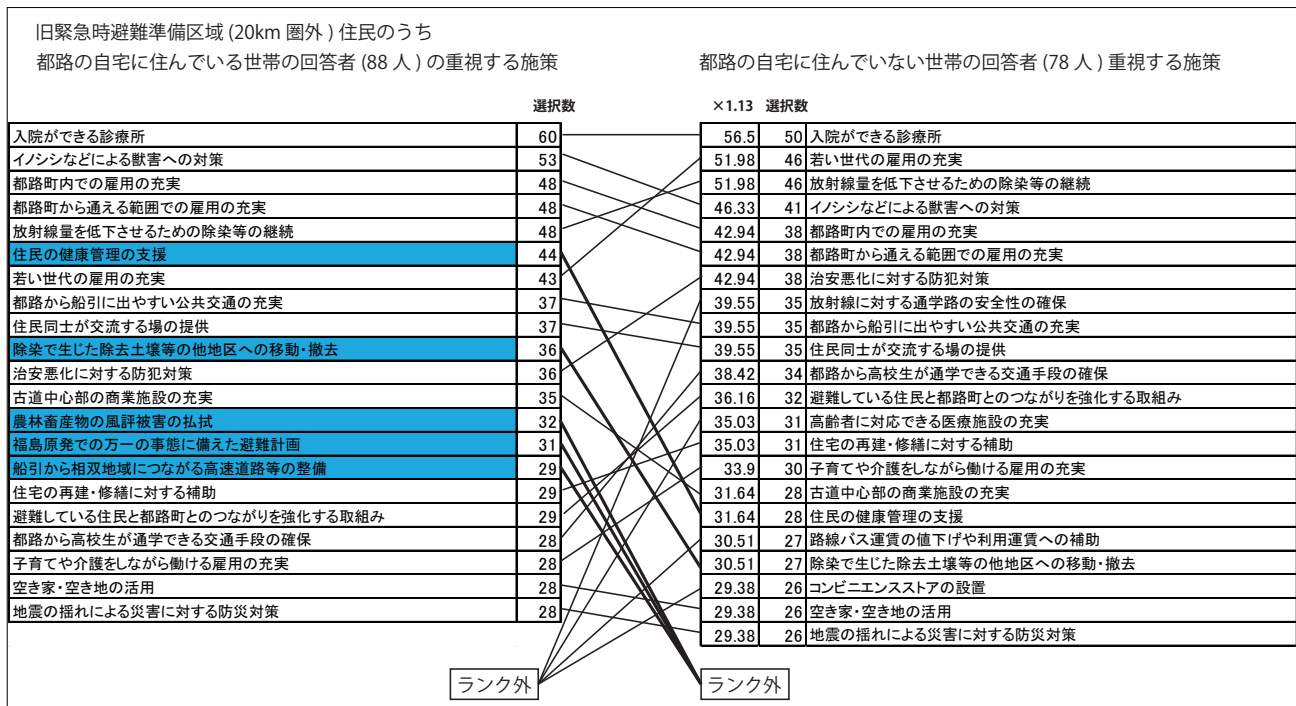 旧緊急時避難準備区域 (20km 圏外 ) 住民のうち
都路の自宅に住んでいる世帯の回答者 (88 人 ) の重視する施策
都路の自宅に住んでいない世帯の回答者 (78 人 ) 重視する施策
選択数
×1.13 選択数
入院ができる診療所 60
イノシシなどによる獣害への対策 53
都路町内での雇用の充実 48
都路町から通える範囲での雇用の充実 48
放射線量を低下させるための除染等の継続 48
住民の健康管理の支援 44
若い世代の雇用の充実 43
都路から船引に出やすい公共交通の充実 37
住民同士が交流する場の提供 37
除染で生じた除去土壌等の他地区への移動・撤去 36
治安悪化に対する防犯対策 36
古道中心部の商業施設の充実 35
農林畜産物の風評被害の払拭 32
福島原発での万一の事態に備えた避難計画 31
船引から相双地域につながる高速道路等の整備 29
住宅の再建・修繕に対する補助 29
避難している住民と都路町とのつながりを強化する取組み 29
都路から高校生が通学できる交通手段の確保 28
子育てや介護をしながら働ける雇用の充実 28
空き家・空き地の活用 28
地震の揺れによる災害に対する防災対策 28
ランク外
56.5 50 入院ができる診療所
51.98 46 若い世代の雇用の充実
51.98 46 放射線量を低下させるための除染等の継続
46.33 41 イノシシなどによる獣害への対策
42.94 38 都路町内での雇用の充実
42.94 38 都路町から通える範囲での雇用の充実
42.94 38 治安悪化に対する防犯対策
39.55 35 放射線に対する通学路の安全性の確保
39.55 35 都路から船引に出やすい公共交通の充実
39.55 35 住民同士が交流する場の提供
38.42 34 都路から高校生が通学できる交通手段の確保
36.16 32 避難している住民と都路町とのつながりを強化する取組み
35.03 31 高齢者に対応できる医療施設の充実
35.03 31 住宅の再建・修繕に対する補助
33.9 30 子育てや介護をしながら働ける雇用の充実
31.64 28 古道中心部の商業施設の充実
31.64 28 住民の健康管理の支援
30.51 27 路線バス運賃の値下げや利用運賃への補助
30.51 27 除染で生じた除去土壌等の他地区への移動・撤去
29.38 26 コンビニエンスストアの設置
29.38 26 空き家・空き地の活用
29.38 26 地震の揺れによる災害に対する防災対策
ランク外